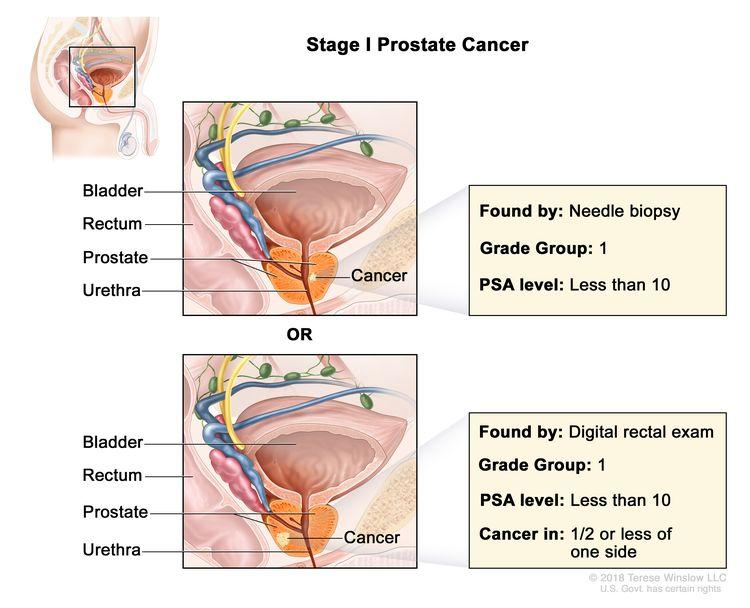 Stage I Prostate Cancer
Bladder
Rectum
Prostate
Urethra
Cancer
Found by: Needle biopsy
Grade Group: 1
PSA level: Less than 10
OR
Bladder
Rectum
Prostate
Urethra
Cancer
Found by: Digital rectal exam
Grade Group: 1
PSA level: Less than 10
Cancer in: 1/2 or less of
one side
© 2018 Terese Winslow LLC
U.S. Govt. has certain rights